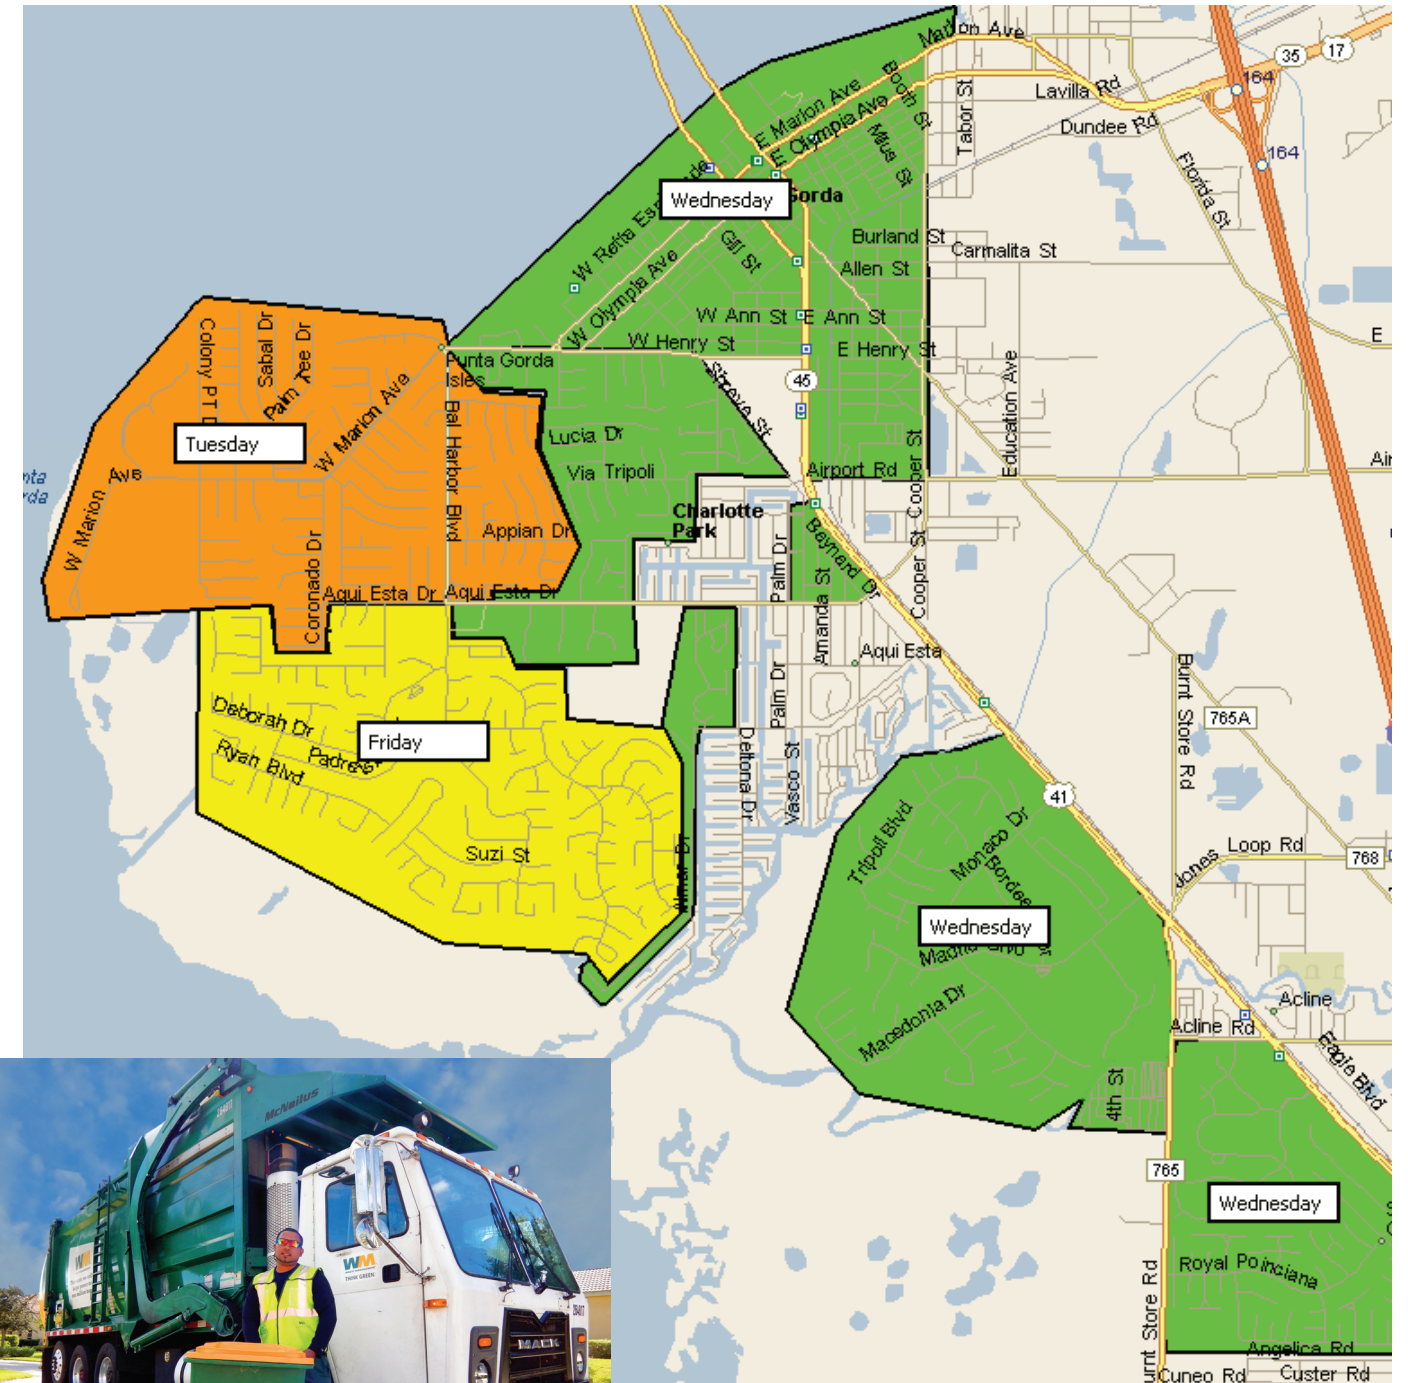 Marion Ave
35
17
164
Booth St
Lavilla Rd
Tabor St
E Marion Ave
E Olympia Ave
Dundee Rd
Milus St
164
Florida St
Wednesday
Gorda
W Retta
Gill St
Burland St
Carmalita St
Allen St
W Olympia Ave
W Ann St
E Ann St
W Henry St
E Henry St
E
Colony PT D
Sabal Dr
Palm Tee Dr
Punta Gorda
Isles
W Marion Ave
Shreve St
45
Education Ave
Tuesday
Bal Harbor Blvd
Lucia Dr
Via Tripoli
Airport Rd
Cooper St
Air
W Marion Ave
Charlotte
Park
Appian Dr
Coronado Dr
Palm Dr
Baynard Dr
Amanda St
Cooper St
Aqui Esta Dr
Aqui Esta Dr
Aqui Esta
Palm Dr
Burnt Store Rd
765A
Deborah Dr
Friday
Padre
Ryan Blvd
Deltona Dr
Vasco St
41
Tripoli Blvd
Monaco Dr
Suzi St
Jones Loop Rd
768
Wednesday
Macedonia Dr
Acline
Acline Rd
Eagle Blvd
4th St
765
Wednesday
Royal Poinciana
Burnt Store Rd
Angelica Rd
Cuneo Rd
Custer Rd
McNeilus
264617
WM
WM
THINK GREEN
264617
MACK